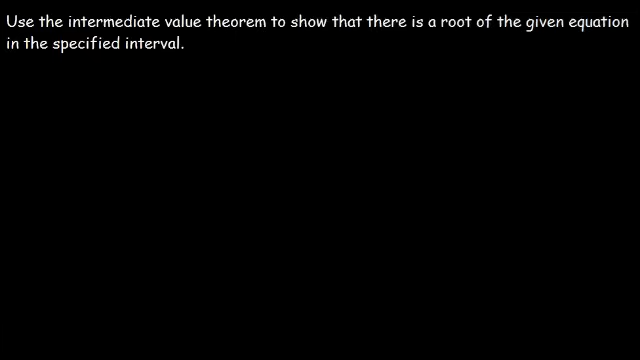 Use the intermediate value theorem to show that there is a root of the given equation
in the specified interval.